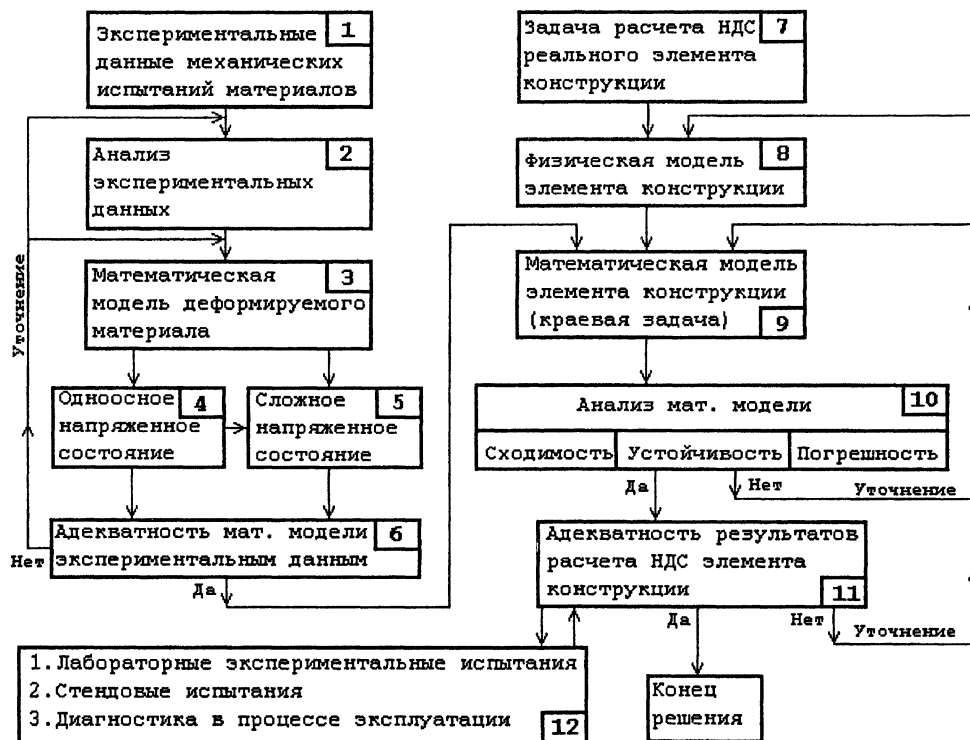 Экспериментальные 1
данные механических
испытаний материалов
Анализ 2
экспериментальных
данных
Математическая 3
модель деформируемого
материала
Одноосное 4
напряженное
состояние
Сложное 5
напряженное
состояние
Адекватность мат. модели 6
экспериментальным данным
Нет
Уточнение
Да
Задача расчета НДС 7
реального элемента
конструкции
Физическая модель 8
элемента конструкции
Математическая модель
элемента конструкции
(краевая задача) 9
Анализ мат. модели 10
Сходимость Устойчивость Погрешность
Да Нет Уточнение
Адекватность результатов
расчета НДС элемента
конструкции 11
Да Нет Уточнение
1.Лабораторные экспериментальные испытания
2.Стендовые испытания
3.Диагностика в процессе эксплуатации 12
Конец
решения